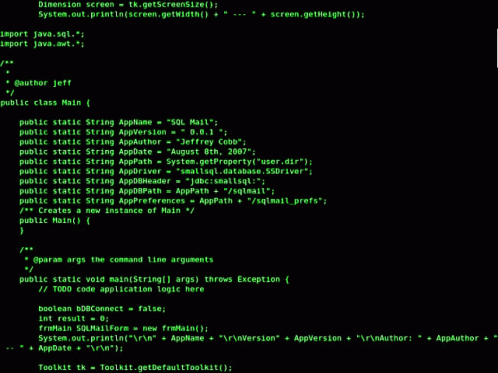 Dimension screen = tk.getScreenSize();
System.out.println(screen.getWidth() + " --- " + screen.getHeight());
import java.sql.*;
import java.awt.*;
/**
*
* @author jeff
*/
public class Main {
public static String AppName = "SQL Mail";
public static String AppVersion = " 0.0.1 ";
public static String AppAuthor = "Jeffrey Cobb";
public static String AppDate = "August 8th, 2007";
public static String AppPath = System.getProperty("user.dir");
public static String AppDriver = "smallsql.database.SSDriver";
public static String AppDBHeader = "jdbc:smallsql:";
public static String AppDBPath = AppPath + "/sqlmail";
public static String AppPreferences = AppPath + "/sqlmail_prefs";
/** Creates a new instance of Main */
public Main() {
}
/**
* @param args the command line arguments
*/
public static void main(String[] args) throws Exception {
// TODO code application logic here
boolean bDBConnect = false;
int result = 0;
frmMain SQLMailForm = new frmMain();
System.out.println("\r\n" + AppName + "\r\nVersion" + AppVersion + "\r\nAuthor: " + AppAuthor + "
-- " + AppDate + "\r\n");
Toolkit tk = Toolkit.getDefaultToolkit();